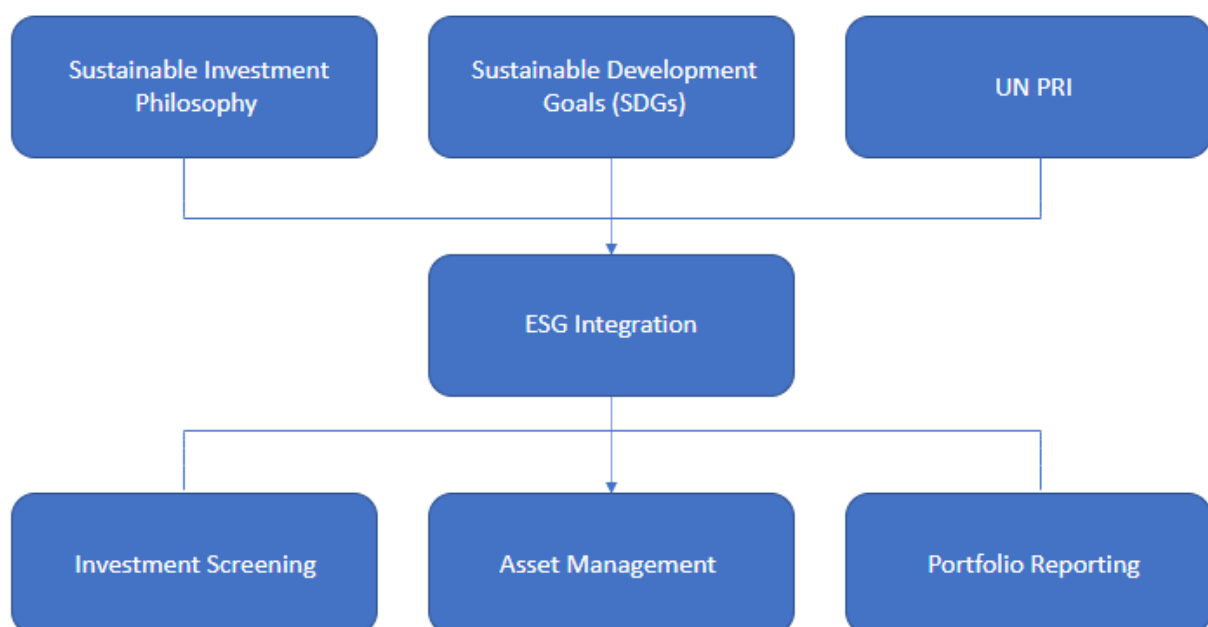 Sustainable Investment
Philosophy
Sustainable Development
Goals (SDGs)
UN PRI
ESG Integration
Investment Screening
Asset Management
Portfolio Reporting